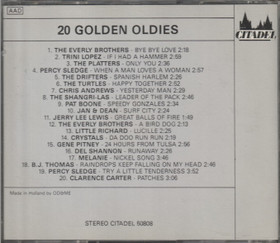 AAD
CITADEL
20 GOLDEN OLDIES
1. THE EVERLY BROTHERS - BYE BYE LOVE 2:18
2. TRINI LOPEZ - IF I HAD A HAMMER 2:59
3. THE PLATTERS - ONLY YOU 2:36
4. PERCY SLEDGE - WHEN A MAN LOVES A WOMAN 2:57
5. THE DRIFTERS - SPANISH HARLEM 2:26
6. THE TURTLES - HAPPY TOGETHER 2:52
7. CHRIS ANDREWS - YESTERDAY MAN 2:29
8. THE SHANGRI-LAS - LEADER OF THE PACK 2:46
9. PAT BOONE - SPEEDY GONZALES 2:34
10. JAN & DEAN - SURF CITY 2:24
11. JERRY LEE LEWIS - GREAT BALLS OF FIRE 1:49
12. THE EVERLY BROTHERS - A BIRD DOG 2:13
13. LITTLE RICHARD - LUCILLE 2:25
14. CRYSTALS - DA DOO RUN RUN 2:16
15. GENE PITNEY - 24 HOURS FROM TULSA 2:56
16. DEL SHANNON - RUNAWAY 2:26
17. MELANIE - NICKEL SONG 3:46
18. B.J. THOMAS - RAINDROPS KEEP FALLING ON MY HEAD 2:46
19. PERCY SLEDGE - TRY A LITTLE TENDERNESS 3:52
20. CLARENCE CARTER - PATCHES 3:06
Made in Holland by
STEREO CITADEL 50808